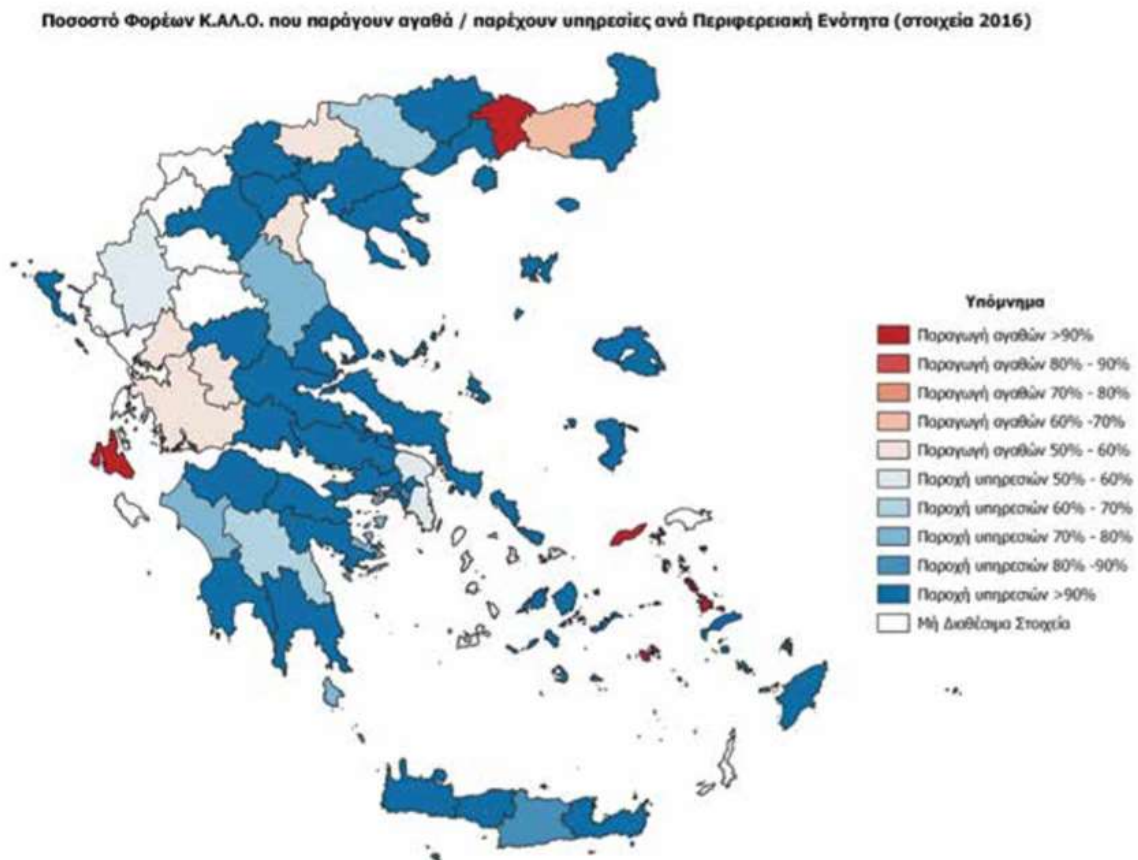 Ποσοστό Φορέων Κ.ΑΛ.Ο. που παράγουν αγαθά / παρέχουν υπηρεσίες ανά Περιφερειακή Ενότητα (στοιχεία 2016)
Υπόμνημα
Παραγωγή αγαθών >90%
Παραγωγή αγαθών 80% - 90%
Παραγωγή αγαθών 70% - 80%
Παραγωγή αγαθών 60% -70%
Παραγωγή αγαθών 50% - 60%
Παροχή υπηρεσιών 50% - 60%
Παροχή υπηρεσιών 60% - 70%
Παροχή υπηρεσιών 70% - 80%
Παροχή υπηρεσιών 80% -90%
Παροχή υπηρεσιών >90%
Μή Διαθέσιμα Στοιχεία